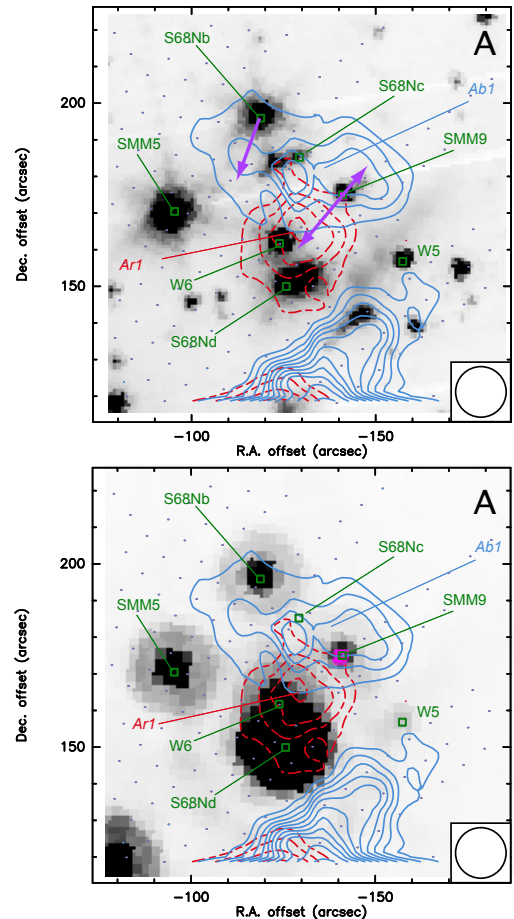 A
S68Nb
S68Nc
Ab1
200
SMM5
SMM9
Dec. offset (arcsec)
Ar1
W6
W5
150
S68Nd
−100
−150
R.A. offset (arcsec)
A
S68Nb
S68Nc
Ab1
200
SMM5
SMM9
Dec. offset (arcsec)
Ar1
W5
W6
150
S68Nd
−100
−150
R.A. offset (arcsec)